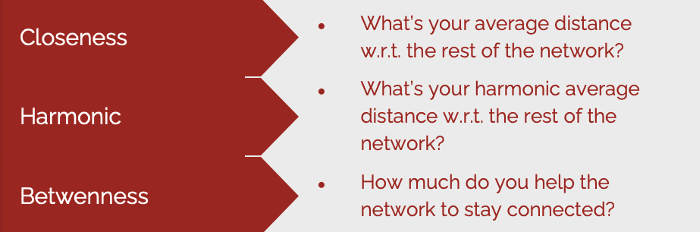 Closeness
• What's your average distance
w.r.t. the rest of the network?
Harmonic
• What's your harmonic average
distance w.r.t. the rest of the
network?
Betwenness
• How much do you help the
network to stay connected?